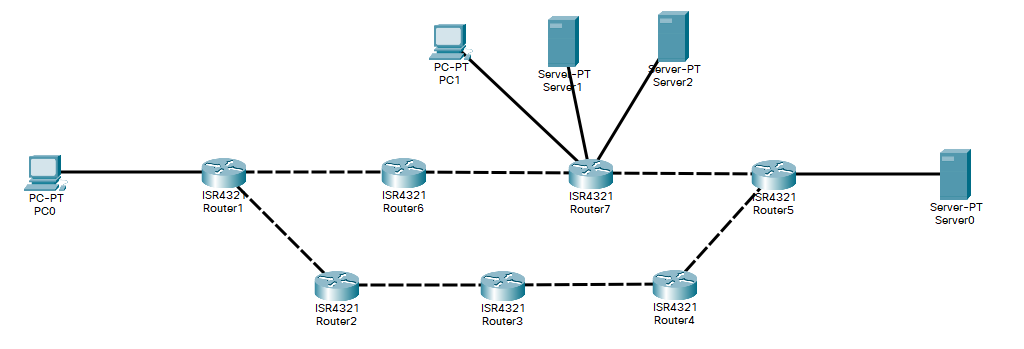 PC-PT
PC1
Server-PT
Server1
Server-PT
Server2
PC-PT
PC0
ISR4321
Router1
ISR4321
Router6
ISR4321
Router7
ISR4321
Router5
Server-PT
Server0
ISR4321
Router2
ISR4321
Router3
ISR4321
Router4